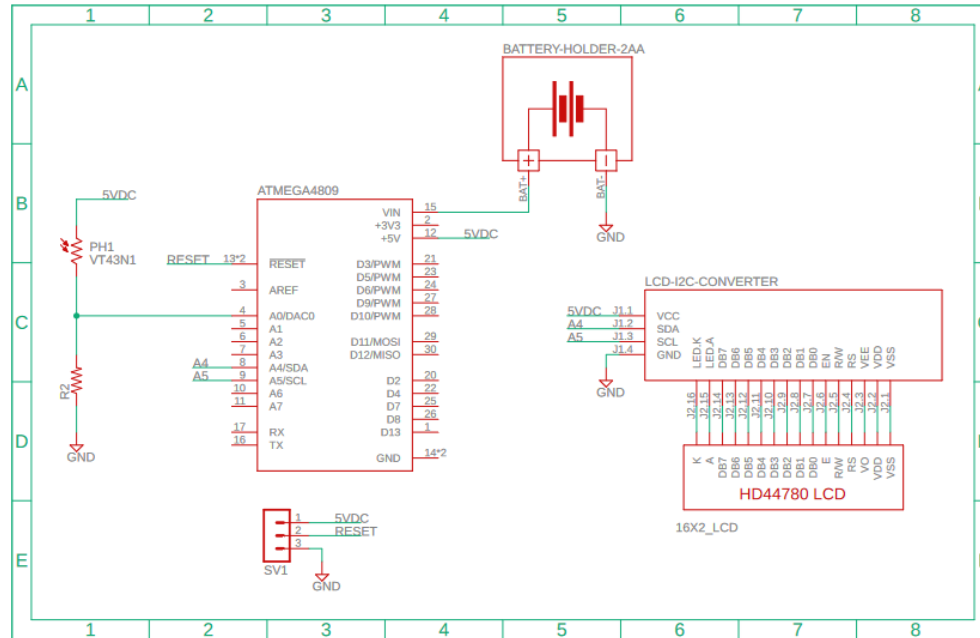 1 2 3 4 5 6 7 8
A
B
C
D
E
BATTERY-HOLDER-2AA
+ -
BAT+
BAT-
GND
5VDC
PH1
VT43N1
R2
GND
ATMEGA4809
VIN 15
+3V3 2
+5V 12
5VDC
RESET 13*2 RESET
3 AREF
4 A0/DAC0
5 A1
6 A2
7 A3
A4 8 A4/SDA
A5 9 A5/SCL
10 A6
11 A7
17 RX
16 TX
D3/PWM 21
D5/PWM 23
D6/PWM 24
D9/PWM 27
D10/PWM 28
D11/MOSI 29
D12/MISO 30
D2 20
D4 22
D7 25
D8 26
D13 1
GND 14*2
LCD-I2C-CONVERTER
5VDC J1.1 VCC
A4 J1.2 SDA
A5 J1.3 SCL
J1.4 GND
GND
LED.K LED.A DB7 DB6 DB5 DB4 DB3 DB2 DB1 DB0 EN R/W RS VEE VDD VSS
J2.16 J2.15 J2.14 J2.13 J2.12 J2.11 J2.10 J2.9 J2.8 J2.7 J2.6 J2.5 J2.4 J2.3 J2.2 J2.1
K A DB7 DB6 DB5 DB4 DB3 DB2 DB1 DB0 E R/W RS VO VDD VSS
HD44780 LCD
16X2_LCD
1 5VDC
2 RESET
3
SV1
GND
1 2 3 4 5 6 7 8